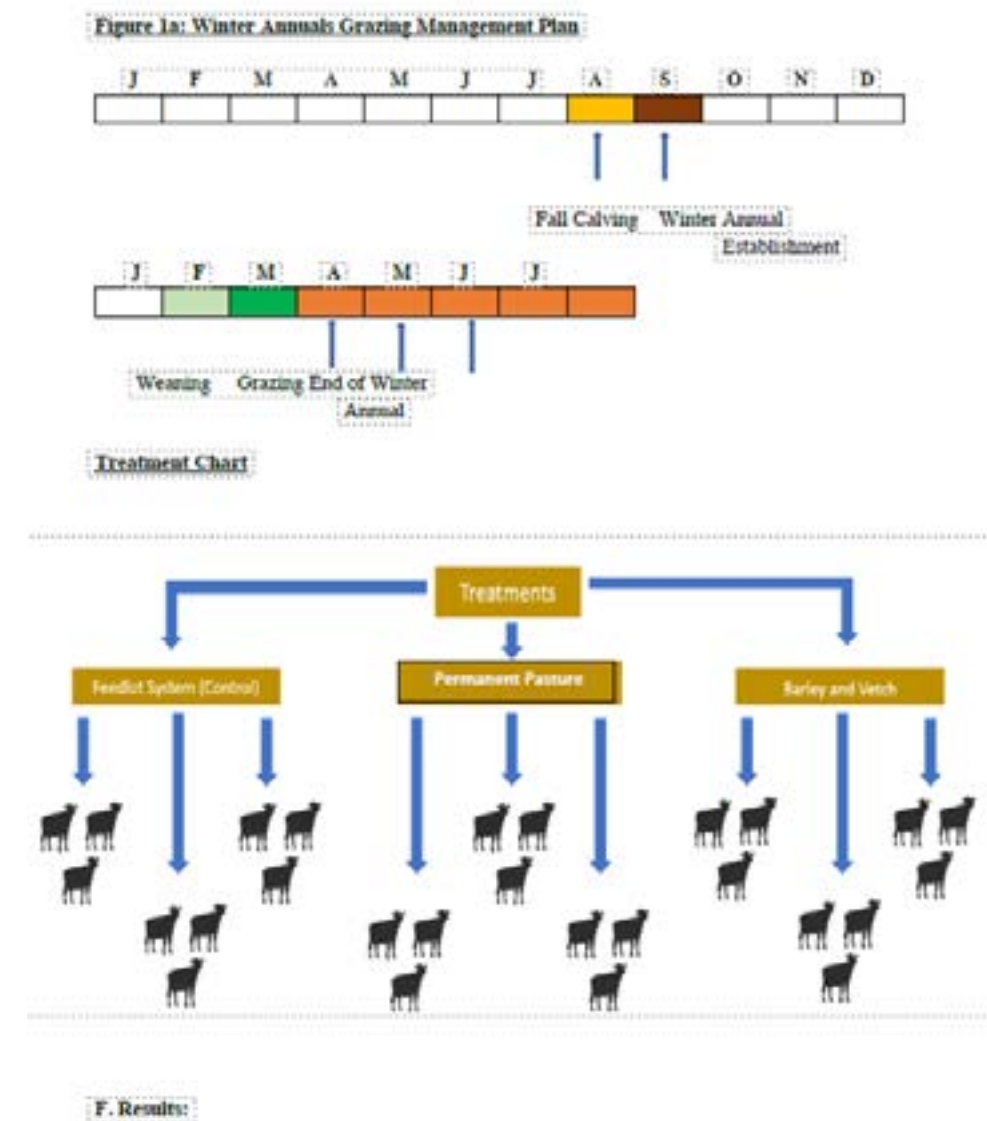 Figure 1a: Winter Annuals Grazing Management Plan
J F M A M J J A S O N D
Fall Calving Winter Annual
Establishment
J F M A M J J
Weaning Grazing End of Winter
Annual
Treatment Chart
Treatments
Feedlot System (Control) Permanent Pasture Barley and Vetch
F. Results: